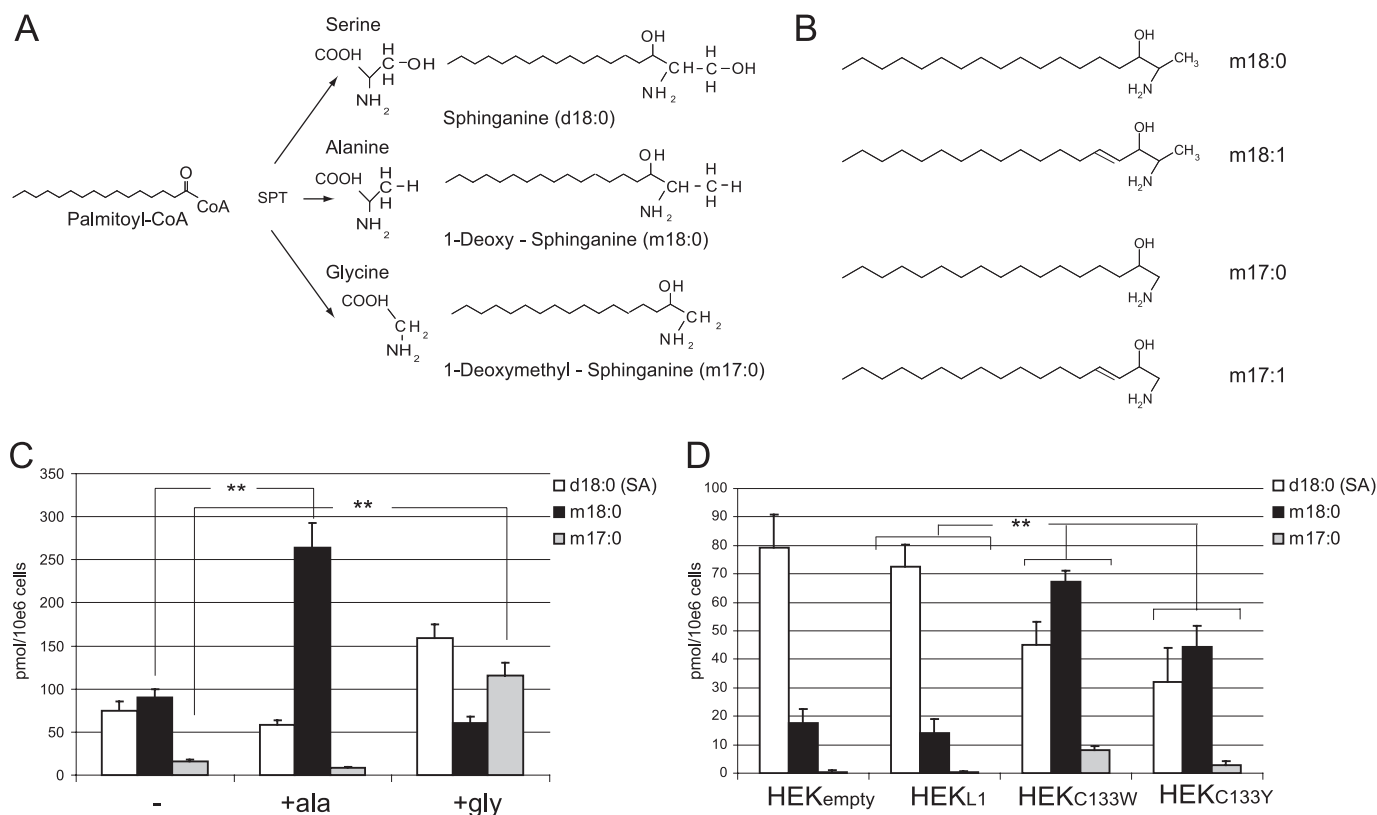 A
Serine
COOH
H
C
H
OH
NH2
OH
H
CH-C-OH
H
NH2
Sphinganine (d18:0)
Alanine
COOH
H
C-H
H
NH2
OH
H
CH-C-H
H
NH2
1-Deoxy - Sphinganine (m18:0)
O
CoA
Palmitoyl-CoA
SPT
Glycine
COOH
CH2
NH2
OH
CH2
NH2
1-Deoxymethyl - Sphinganine (m17:0)
B
OH
CH3
H2N
m18:0
OH
CH3
H2N
m18:1
OH
H2N
m17:0
OH
H2N
m17:1
C
350
300
250
200
150
100
50
0
pmol/10e6 cells
**
**
d18:0 (SA)
m18:0
m17:0
-
+ala
+gly
D
100
90
80
70
60
50
40
30
20
10
0
pmol/10e6 cells
**
d18:0 (SA)
m18:0
m17:0
HEKempty
HEKL1
HEKC133W
HEKC133Y